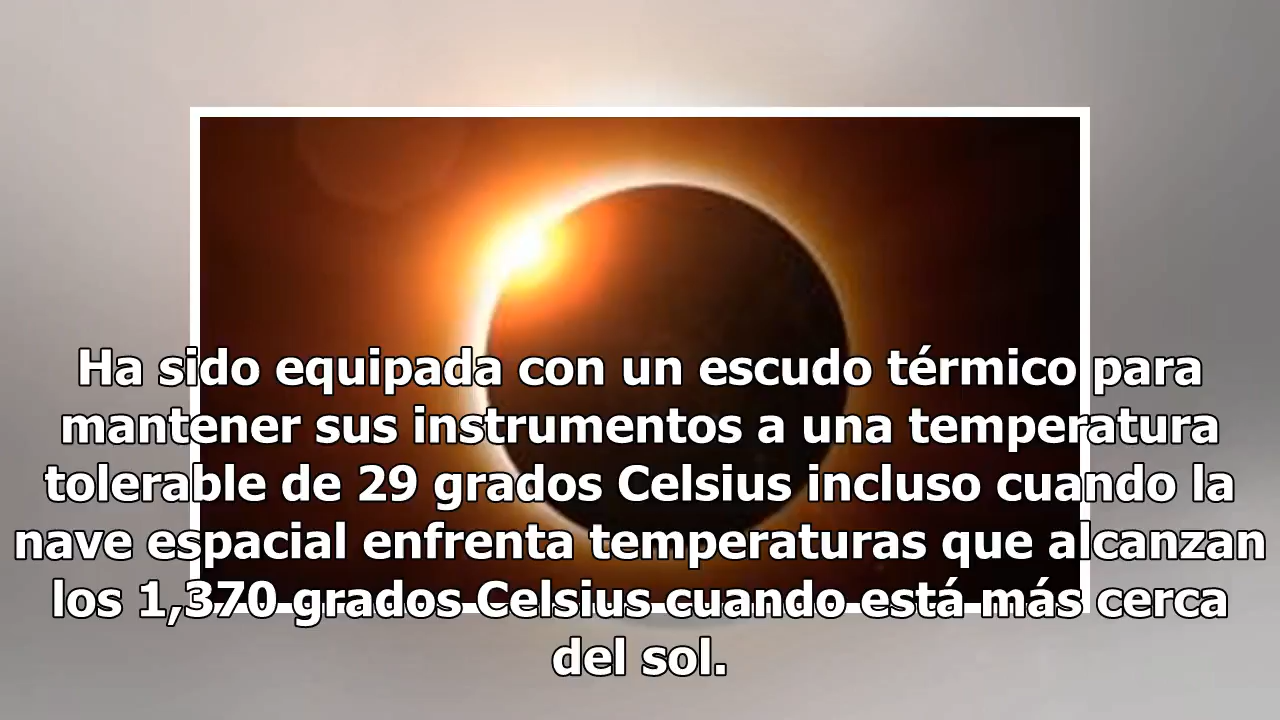 Ha sido equipada con un escudo térmico para
mantener sus instrumentos a una temperatura
tolerable de 29 grados Celsius incluso cuando la
nave espacial enfrenta temperaturas que alcanzan
los 1,370 grados Celsius cuando está más cerca
del sol.